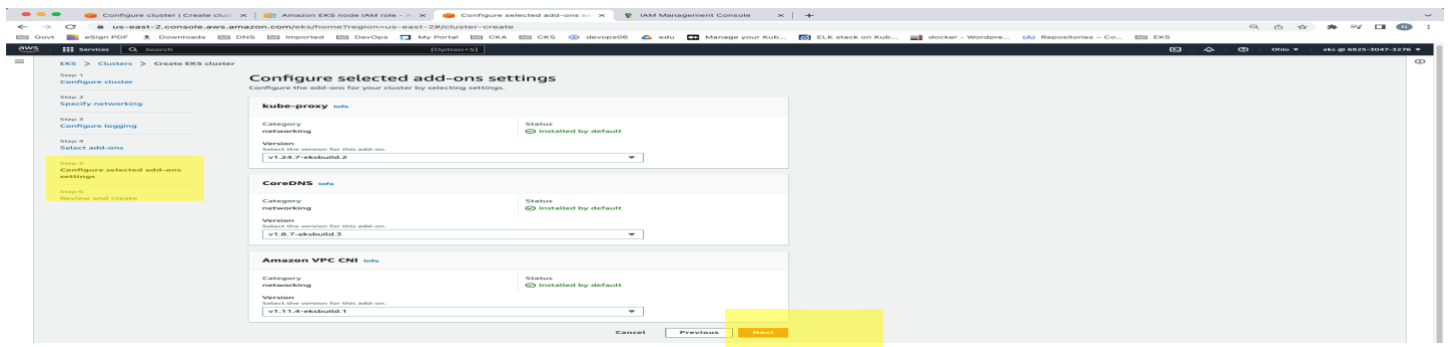 Configure cluster | Create clus
Amazon EKS node IAM role - A
Configure selected add-ons se
IAM Management Console
us-east-2.console.aws.amazon.com/eks/home?region=us-east-2#/cluster-create
Govt eSign PDF Downloads DNS Imported DevOps My Portal CKA CKS devops06 edu Manage your Kub... ELK stack on Kub... docker - Wordpre... Repositories – Co... EKS
aws Services Search [Option+S] Ohio
EKS > Clusters > Create EKS cluster
Step 1
Configure cluster
Step 2
Specify networking
Step 3
Configure logging
Step 4
Select add-ons
Step 5
Configure selected add-ons
settings
Step 6
Review and create
Configure selected add-ons settings
Configure the add-ons for your cluster by selecting settings.
kube-proxy Info
Category
networking
Status
Installed by default
Version
Select the version for this add-on.
v1.24.7-eksbuild.2
CoreDNS Info
Category
networking
Status
Installed by default
Version
Select the version for this add-on.
v1.8.7-eksbuild.3
Amazon VPC CNI Info
Category
networking
Status
Installed by default
Version
Select the version for this add-on.
v1.11.4-eksbuild.1
Cancel Previous Next